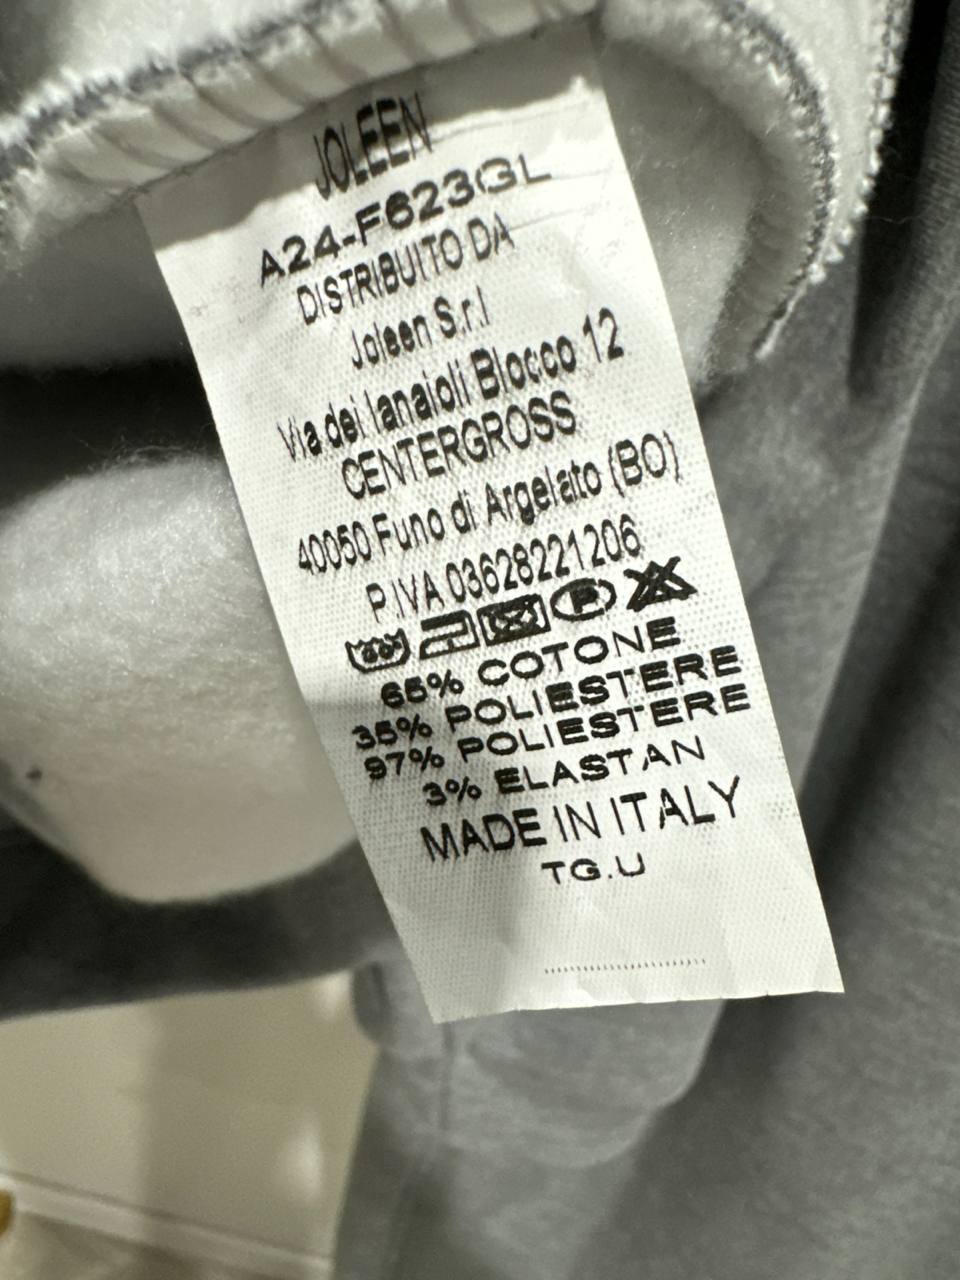 JOLEEN
A24-F623GL
DISTRIBUITO DA
Joleen S.r.l
Via dei lanaioli Blocco 12
CENTERGROSS
40050 Funo di Argelato (BO)
P.IVA 03628221206
65% COTONE
35% POLIESTERE
97% POLIESTERE
3% ELASTAN
MADE IN ITALY
TG.U